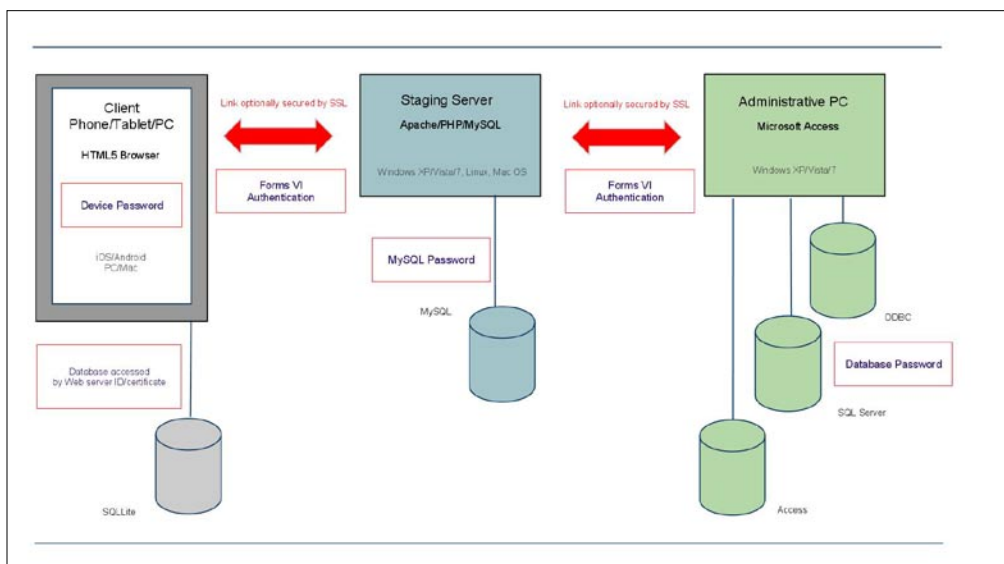 Client
Phone/Tablet/PC
HTML5 Browser
Device Password
iOS/Android
PC/Mac
Database accessed
by Web server ID/certificate
SQLLite
Link optionally secured by SSL
Forms VI
Authentication
Staging Server
Apache/PHP/MySQL
Windows XP/Vista/7, Linux, Mac OS
MySQL Password
MySQL
Link optionally secured by SSL
Forms VI
Authentication
Administrative PC
Microsoft Access
Windows XP/Vista/7
ODBC
Database Password
SQL Server
Access